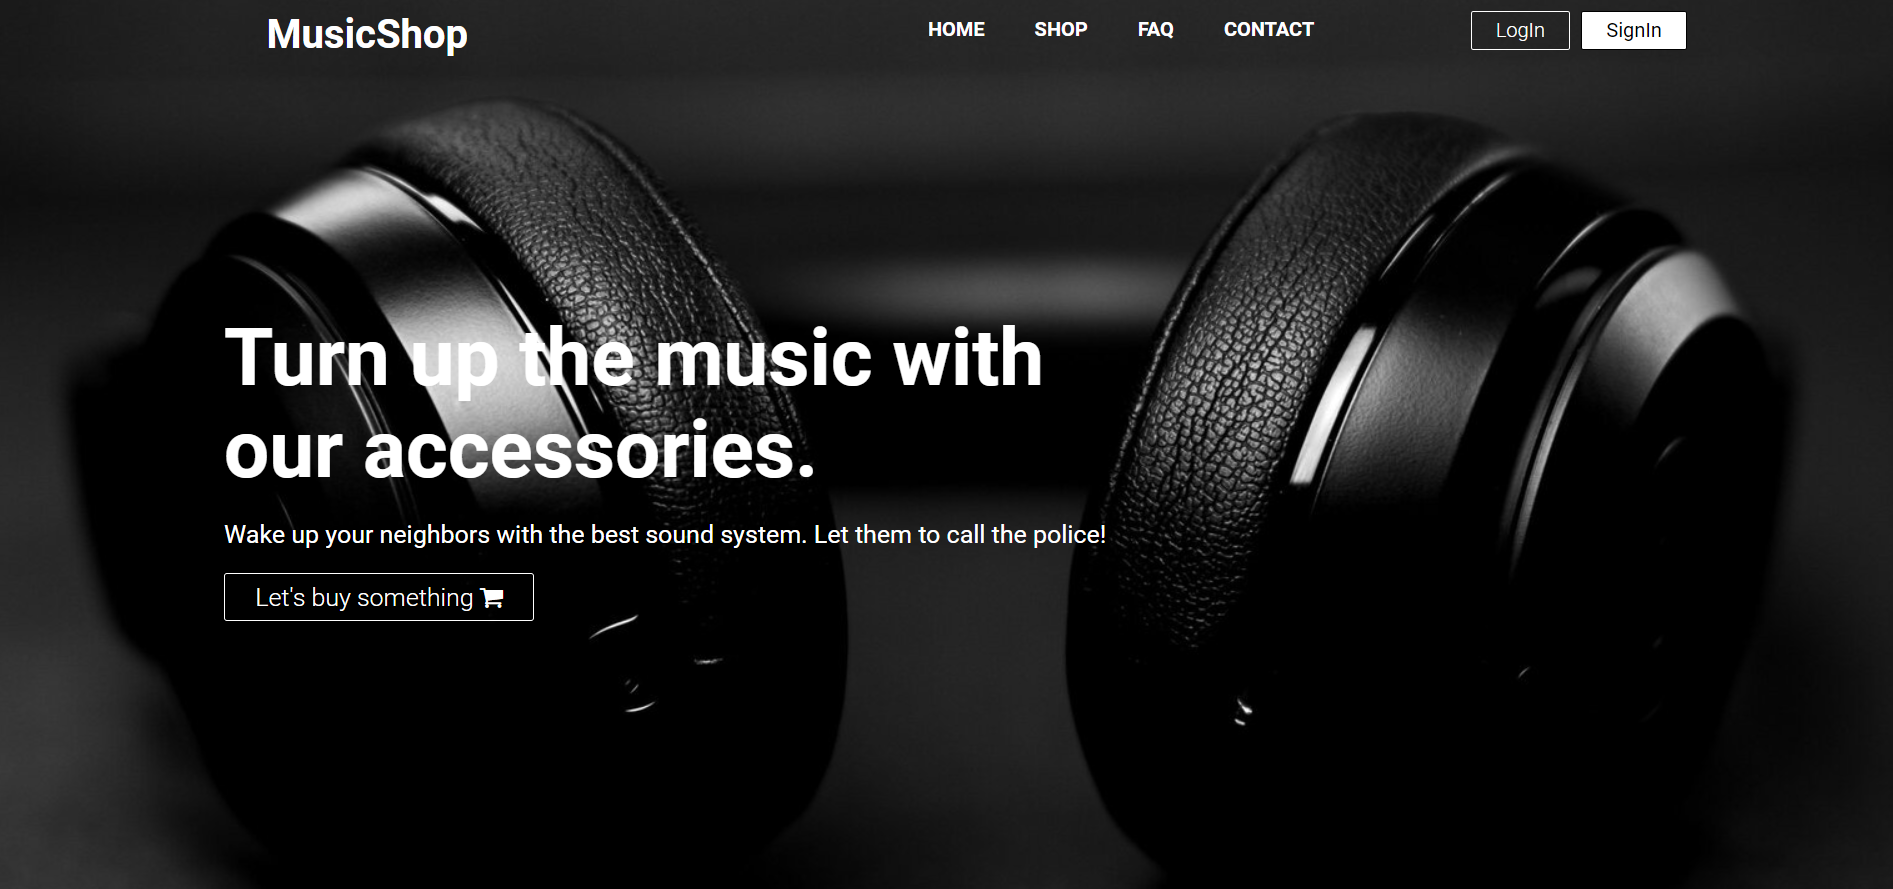 MusicShop
HOME SHOP FAQ CONTACT
LogIn SignIn
Turn up the music with
our accessories.
Wake up your neighbors with the best sound system. Let them to call the police!
Let's buy something